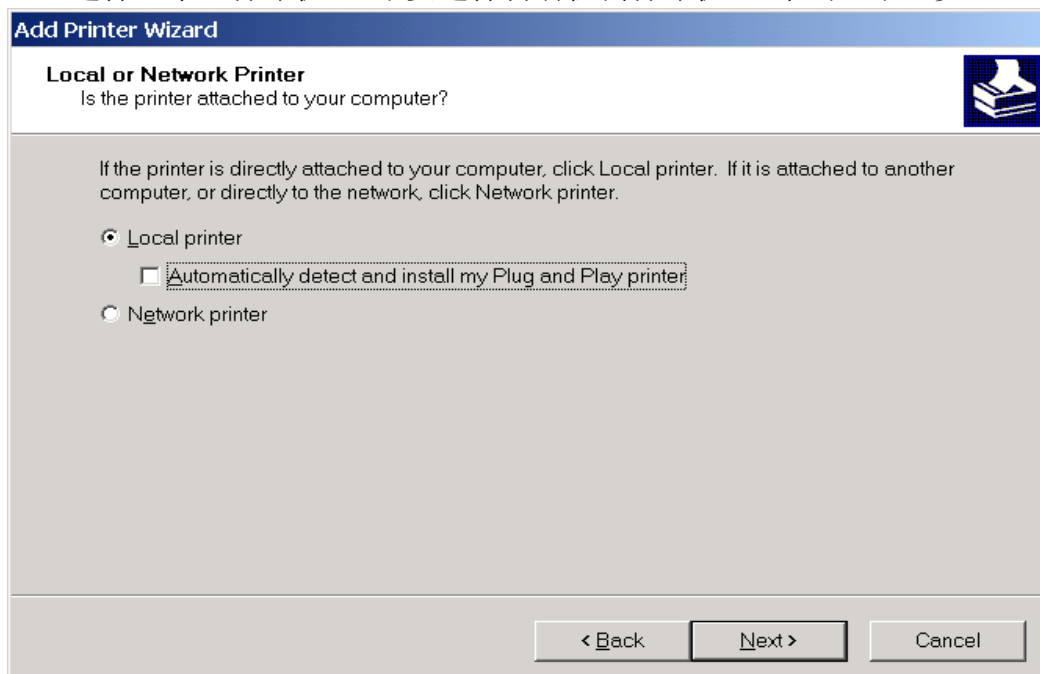 Add Printer Wizard
Local or Network Printer
Is the printer attached to your computer?
If the printer is directly attached to your computer, click Local printer. If it is attached to another
computer, or directly to the network, click Network printer.
Local printer
Automatically detect and install my Plug and Play printer
Network printer
< Back Next > Cancel